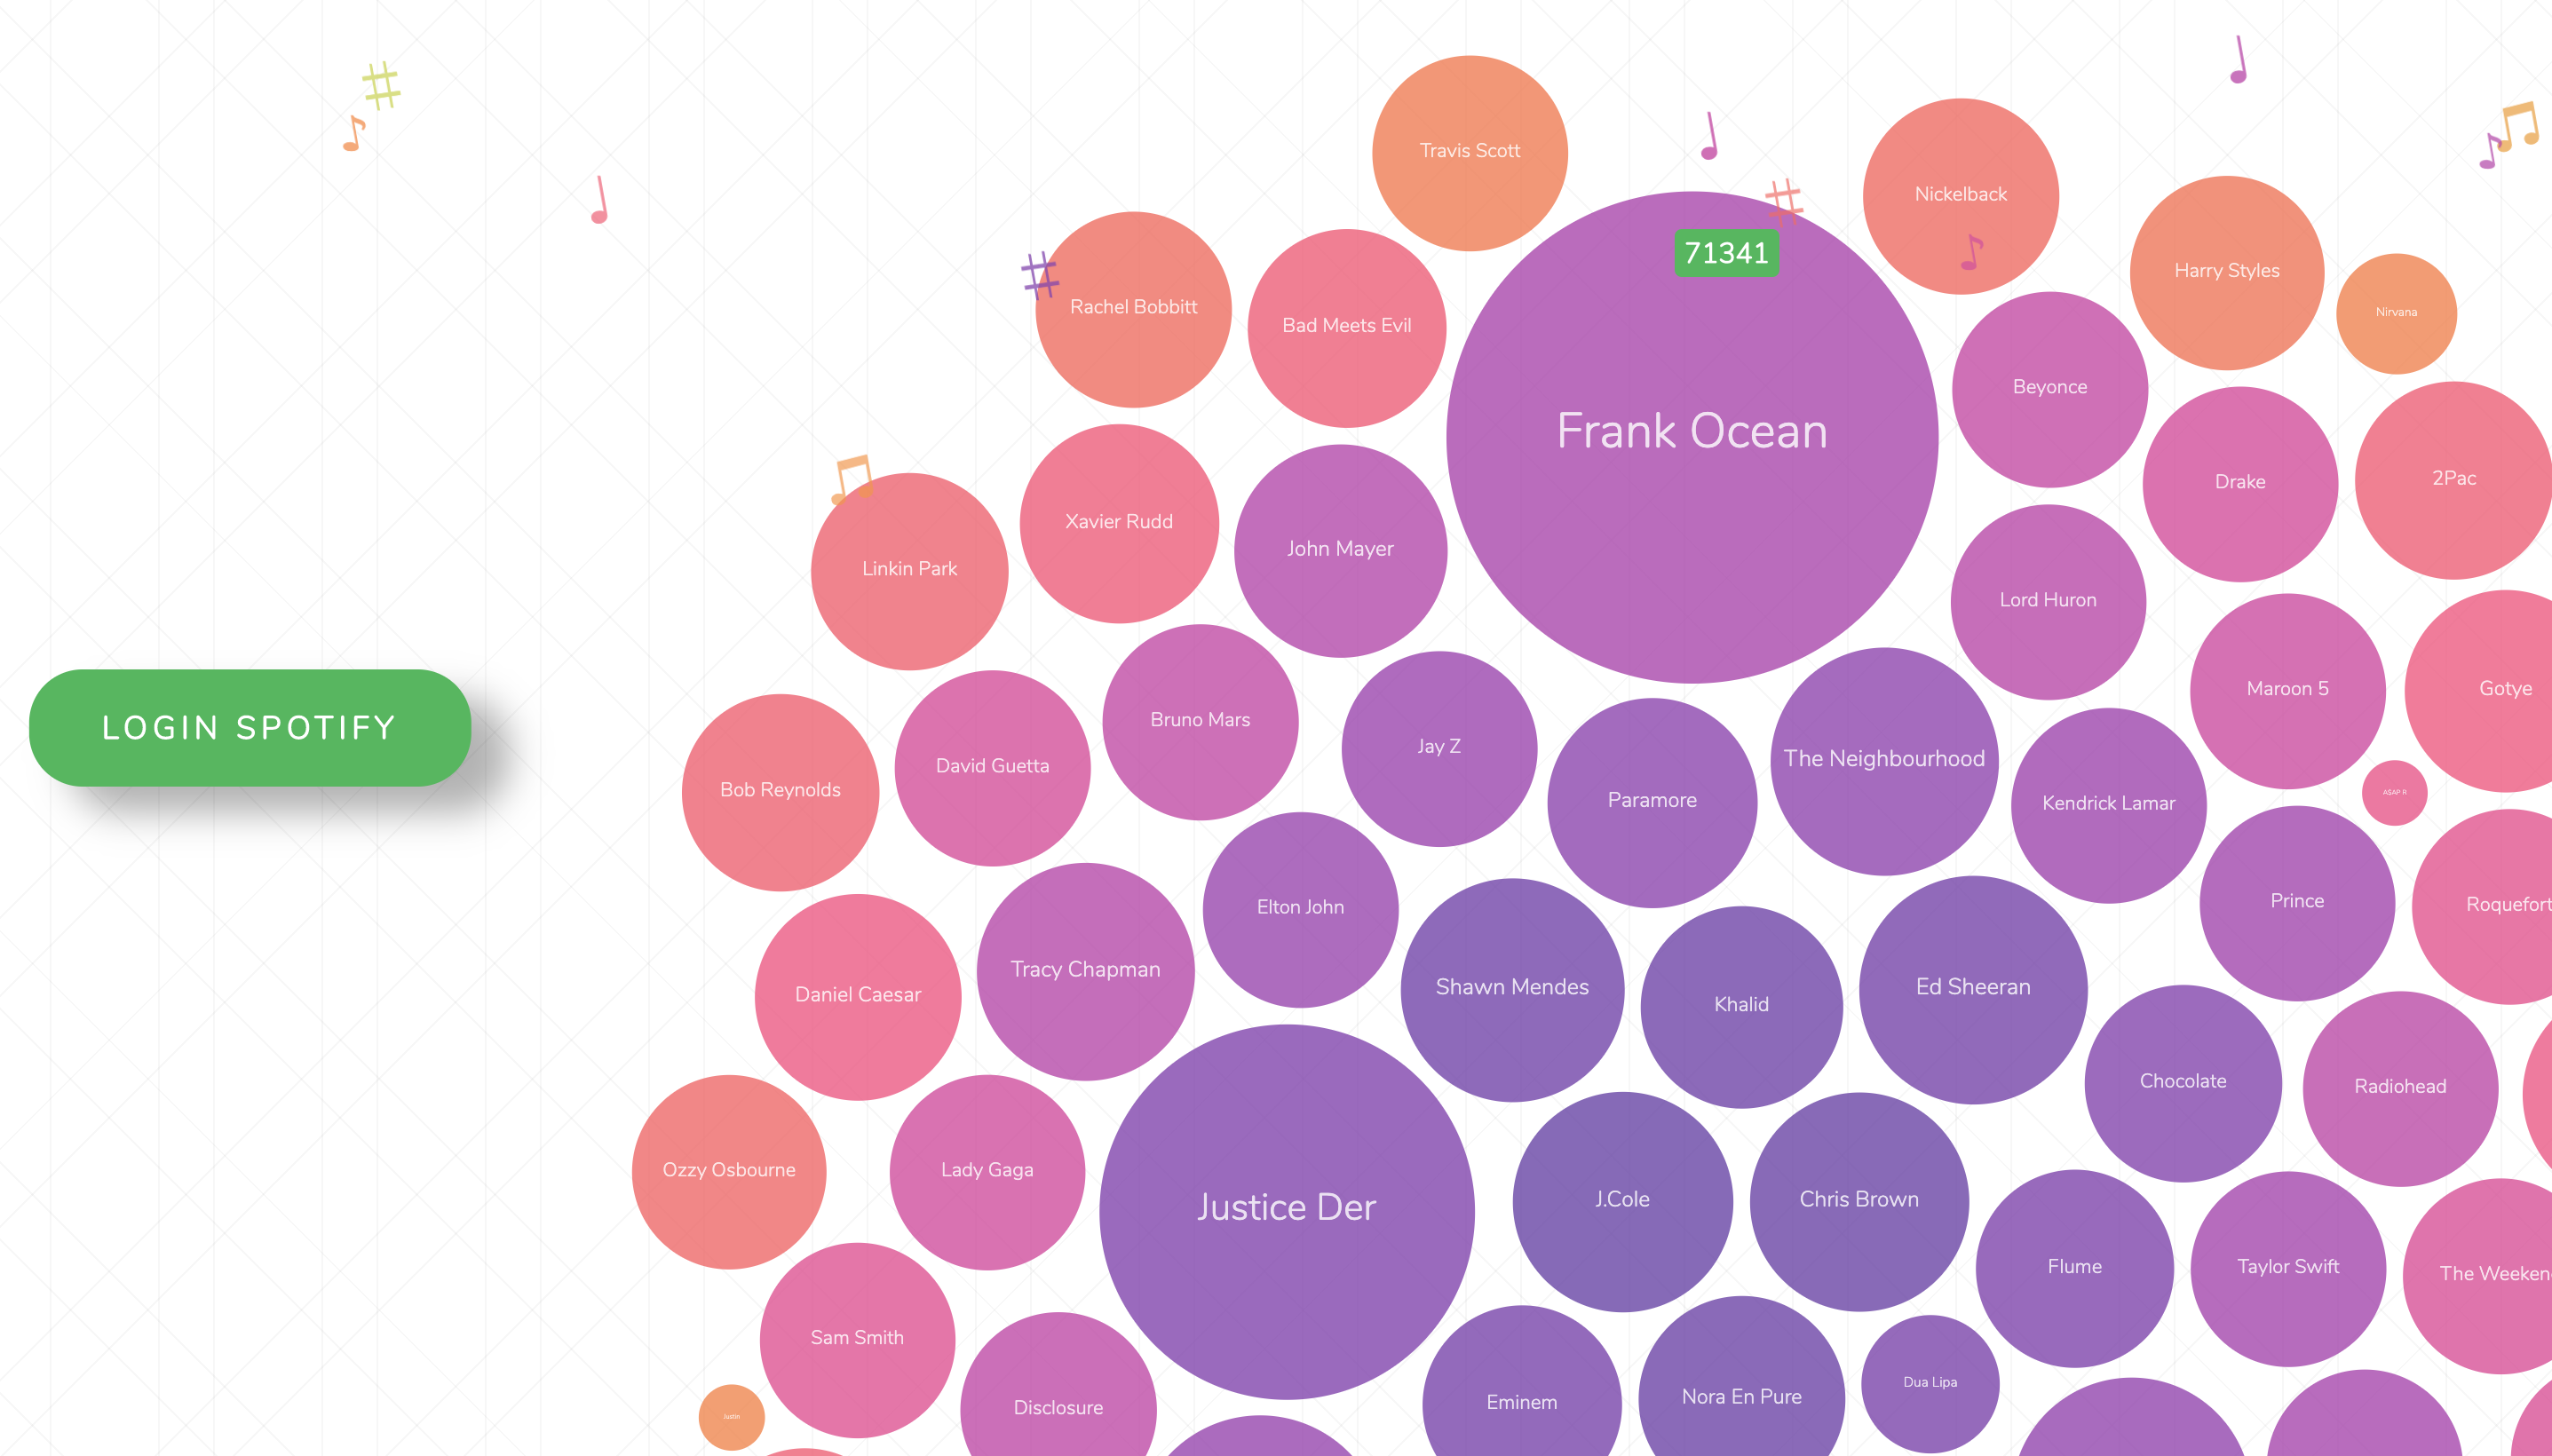 Travis Scott
Nickelback
71341
Harry Styles
Rachel Bobbitt
Nirvana
Bad Meets Evil
Beyonce
Frank Ocean
2Pac
Drake
Xavier Rudd
John Mayer
Linkin Park
Lord Huron
Maroon 5
Gotye
Bruno Mars
LOGIN SPOTIFY
Jay Z
The Neighbourhood
David Guetta
Bob Reynolds
A$AP R
Paramore
Kendrick Lamar
Prince
Roquefort
Elton John
Tracy Chapman
Shawn Mendes
Ed Sheeran
Daniel Caesar
Khalid
Chocolate
Radiohead
Ozzy Osbourne
Lady Gaga
J.Cole
Chris Brown
Justice Der
Flume
Taylor Swift
The Weeken
Sam Smith
Dua Lipa
Nora En Pure
Eminem
Disclosure
Justin